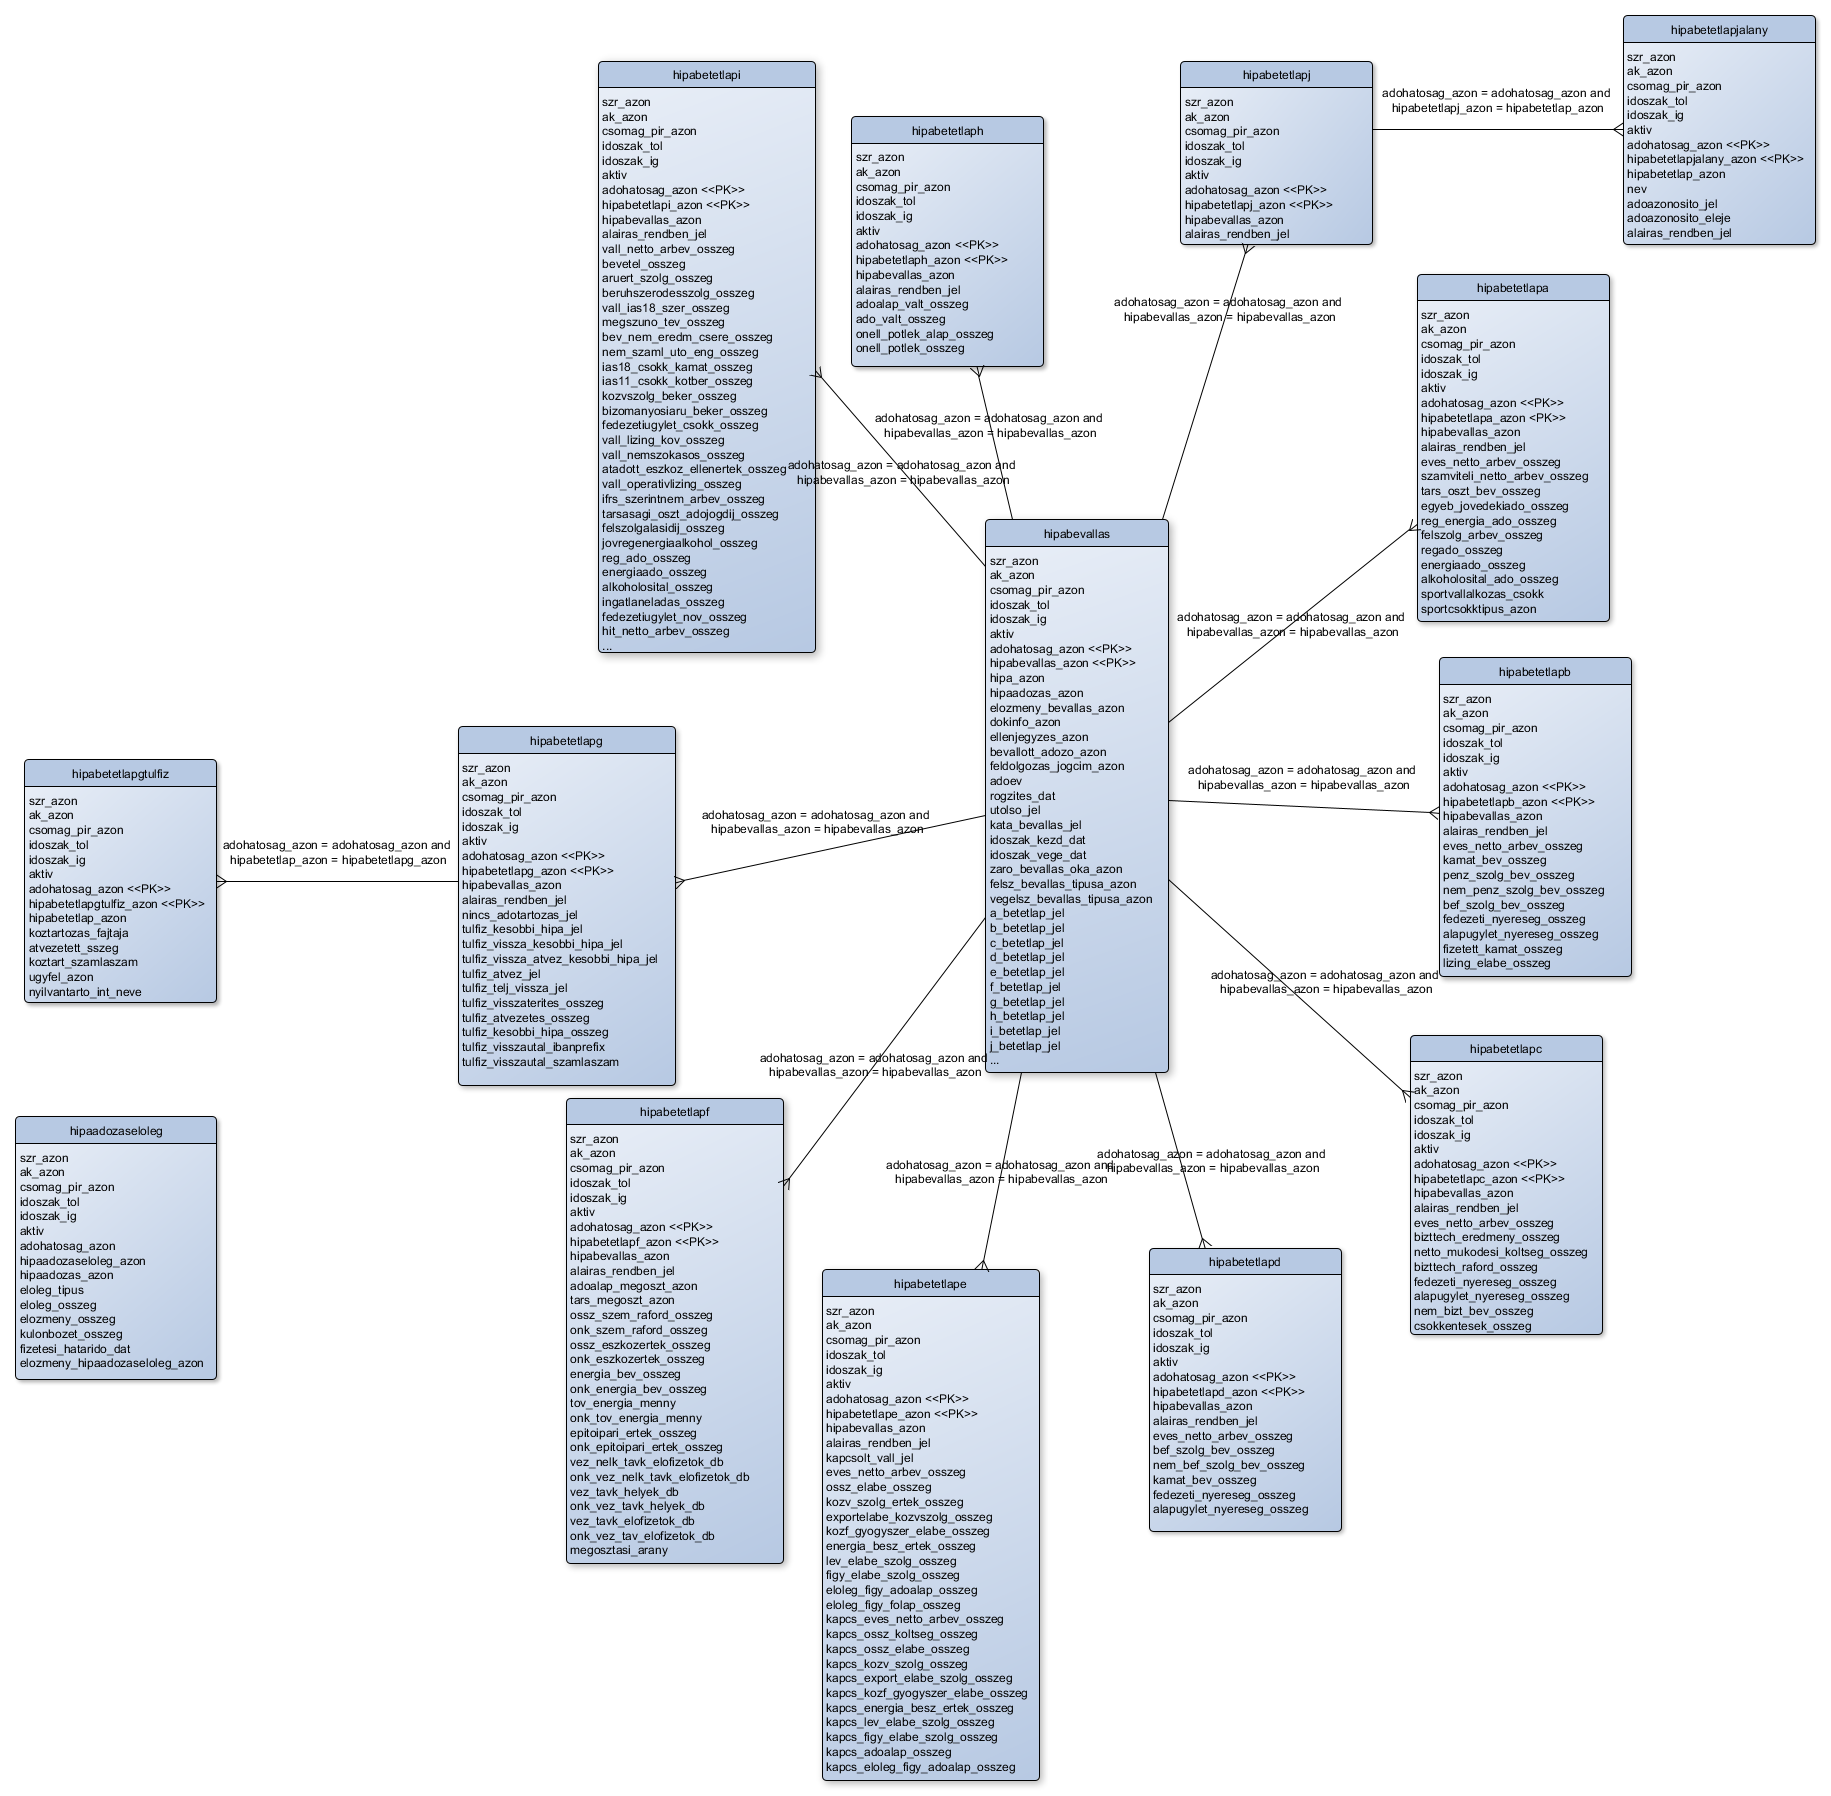 hipabetetlapjalany
szr_azon
ak_azon
csomag_pir_azon
idoszak_tol
idoszak_ig
aktiv
adohatosag_azon <<PK>>
hipabetetlapjalany_azon <<PK>>
hipabetetlap_azon
nev
adoazonosito_jel
adoazonosito_eleje
alairas_rendben_jel
hipabetetlapj
szr_azon
ak_azon
csomag_pir_azon
idoszak_tol
idoszak_ig
aktiv
adohatosag_azon <<PK>>
hipabetetlapj_azon <<PK>>
hipabevallas_azon
alairas_rendben_jel
adohatosag_azon = adohatosag_azon and
hipabetetlapj_azon = hipabetetlap_azon
hipabetetlapi
szr_azon
ak_azon
csomag_pir_azon
idoszak_tol
idoszak_ig
aktiv
adohatosag_azon <<PK>>
hipabetetlapi_azon <<PK>>
hipabevallas_azon
alairas_rendben_jel
vall_netto_arbev_osszeg
bevetel_osszeg
aruert_szolg_osszeg
beruhszerodesszolg_osszeg
vall_ias18_szer_osszeg
megszuno_tev_osszeg
bev_nem_eredm_csere_osszeg
nem_szaml_uto_eng_osszeg
ias18_csokk_kamat_osszeg
ias11_csokk_kotber_osszeg
kozvszolg_beker_osszeg
bizomanyosiaru_beker_osszeg
fedezetiugylet_csokk_osszeg
vall_lizing_kov_osszeg
vall_nemszokasos_osszeg
atadott_eszkoz_ellenertek_osszeg
vall_operativlizing_osszeg
ifrs_szerintnem_arbev_osszeg
tarsasagi_oszt_adojogdij_osszeg
felszolgalasidij_osszeg
jovregenergiaalkohol_osszeg
reg_ado_osszeg
energiaado_osszeg
alkoholosital_osszeg
ingatlaneladas_osszeg
fedezetiugylet_nov_osszeg
hit_netto_arbev_osszeg
...
hipabetetlaph
szr_azon
ak_azon
csomag_pir_azon
idoszak_tol
idoszak_ig
aktiv
adohatosag_azon <<PK>>
hipabetetlaph_azon <<PK>>
hipabevallas_azon
alairas_rendben_jel
adoalap_valt_osszeg
ado_valt_osszeg
onell_potlek_alap_osszeg
onell_potlek_osszeg
adohatosag_azon = adohatosag_azon and
hipabevallas_azon = hipabevallas_azon
hipabetetlapa
szr_azon
ak_azon
csomag_pir_azon
idoszak_tol
idoszak_ig
aktiv
adohatosag_azon <<PK>>
hipabetetlapa_azon <PK>>
hipabevallas_azon
alairas_rendben_jel
eves_netto_arbev_osszeg
szamviteli_netto_arbev_osszeg
tars_oszt_bev_osszeg
egyeb_jovedekiado_osszeg
reg_energia_ado_osszeg
felszolg_arbev_osszeg
regado_osszeg
energiaado_osszeg
alkoholosital_ado_osszeg
sportvallalkozas_csokk
sportcsokktipus_azon
adohatosag_azon = adohatosag_azon and
hipabevallas_azon = hipabevallas_azon
adohatosag_azon = adohatosag_azon and
hipabevallas_azon = hipabevallas_azon
hipabevallas
szr_azon
ak_azon
csomag_pir_azon
idoszak_tol
idoszak_ig
aktiv
adohatosag_azon <<PK>>
hipabevallas_azon <<PK>>
hipa_azon
hipaadozas_azon
elozmeny_bevallas_azon
dokinfo_azon
ellenjegyzes_azon
bevallott_adozo_azon
feldolgozas_jogcim_azon
adoev
rogzites_dat
utolso_jel
kata_bevallas_jel
idoszak_kezd_dat
idoszak_vege_dat
zaro_bevallas_oka_azon
felsz_bevallas_tipusa_azon
vegelsz_bevallas_tipusa_azon
a_betetlap_jel
b_betetlap_jel
c_betetlap_jel
d_betetlap_jel
e_betetlap_jel
f_betetlap_jel
g_betetlap_jel
h_betetlap_jel
i_betetlap_jel
j_betetlap_jel
...
adohatosag_azon = adohatosag_azon and
hipabevallas_azon = hipabevallas_azon
hipabetetlapb
szr_azon
ak_azon
csomag_pir_azon
idoszak_tol
idoszak_ig
aktiv
adohatosag_azon <<PK>>
hipabetetlapb_azon <<PK>>
hipabevallas_azon
alairas_rendben_jel
eves_netto_arbev_osszeg
kamat_bev_osszeg
penz_szolg_bev_osszeg
nem_penz_szolg_bev_osszeg
bef_szolg_bev_osszeg
fedezeti_nyereseg_osszeg
alapugylet_nyereseg_osszeg
fizetett_kamat_osszeg
lizing_elabe_osszeg
adohatosag_azon = adohatosag_azon and
hipabevallas_azon = hipabevallas_azon
hipabetetlapgtulfiz
szr_azon
ak_azon
csomag_pir_azon
idoszak_tol
idoszak_ig
aktiv
adohatosag_azon <<PK>>
hipabetetlapgtulfiz_azon <<PK>>
hipabetetlap_azon
koztartozas_fajtaja
atvezetett_sszeg
koztart_szamlaszam
ugyfel_azon
nyilvantarto_int_neve
adohatosag_azon = adohatosag_azon and
hipabetetlap_azon = hipabetetlapg_azon
hipabetetlapg
szr_azon
ak_azon
csomag_pir_azon
idoszak_tol
idoszak_ig
aktiv
adohatosag_azon <<PK>>
hipabetetlapg_azon <<PK>>
hipabevallas_azon
alairas_rendben_jel
nincs_adotartozas_jel
tulfiz_kesobbi_hipa_jel
tulfiz_vissza_kesobbi_hipa_jel
tulfiz_vissza_atvez_kesobbi_hipa_jel
tulfiz_atvez_jel
tulfiz_telj_vissza_jel
tulfiz_visszaterites_osszeg
tulfiz_atvezetes_osszeg
tulfiz_kesobbi_hipa_osszeg
tulfiz_visszautal_ibanprefix
tulfiz_visszautal_szamlaszam
adohatosag_azon = adohatosag_azon and
hipabevallas_azon = hipabevallas_azon
adohatosag_azon = adohatosag_azon and
hipabevallas_azon = hipabevallas_azon
hipabetetlapc
szr_azon
ak_azon
csomag_pir_azon
idoszak_tol
idoszak_ig
aktiv
adohatosag_azon <<PK>>
hipabetetlapc_azon <<PK>>
hipabevallas_azon
alairas_rendben_jel
eves_netto_arbev_osszeg
bizttech_eredmeny_osszeg
netto_mukodesi_koltseg_osszeg
bizttech_raford_osszeg
fedezeti_nyereseg_osszeg
alapugylet_nyereseg_osszeg
nem_bizt_bev_osszeg
csokkentesek_osszeg
adohatosag_azon = adohatosag_azon and
hipabevallas_azon = hipabevallas_azon
hipaadozaseloleg
szr_azon
ak_azon
csomag_pir_azon
idoszak_tol
idoszak_ig
aktiv
adohatosag_azon
hipaadozaseloleg_azon
hipaadozas_azon
eloleg_tipus
eloleg_osszeg
elozmeny_osszeg
kulonbozet_osszeg
fizetesi_hatarido_dat
elozmeny_hipaadozaseloleg_azon
hipabetetlapf
szr_azon
ak_azon
csomag_pir_azon
idoszak_tol
idoszak_ig
aktiv
adohatosag_azon <<PK>>
hipabetetlapf_azon <<PK>>
hipabevallas_azon
alairas_rendben_jel
adoalap_megoszt_azon
tars_megoszt_azon
ossz_szem_raford_osszeg
onk_szem_raford_osszeg
ossz_eszkozertek_osszeg
onk_eszkozertek_osszeg
energia_bev_osszeg
onk_energia_bev_osszeg
tov_energia_menny
onk_tov_energia_menny
epitoipari_ertek_osszeg
onk_epitoipari_ertek_osszeg
vez_nelk_tavk_elofizetok_db
onk_vez_nelk_tavk_elofizetok_db
vez_tavk_helyek_db
onk_vez_tavk_helyek_db
vez_tavk_elofizetok_db
onk_vez_tav_elofizetok_db
megosztasi_arany
adohatosag_azon = adohatosag_azon and
hipabevallas_azon = hipabevallas_azon
adohatosag_azon = adohatosag_azon and
hipabevallas_azon = hipabevallas_azon
hipabetetlape
szr_azon
ak_azon
csomag_pir_azon
idoszak_tol
idoszak_ig
aktiv
adohatosag_azon <<PK>>
hipabetetlape_azon <<PK>>
hipabevallas_azon
alairas_rendben_jel
kapcsolt_vall_jel
eves_netto_arbev_osszeg
ossz_elabe_osszeg
kozv_szolg_ertek_osszeg
exportelabe_kozvszolg_osszeg
kozf_gyogyszer_elabe_osszeg
energia_besz_ertek_osszeg
lev_elabe_szolg_osszeg
figy_elabe_szolg_osszeg
eloleg_figy_adoalap_osszeg
eloleg_figy_folap_osszeg
kapcs_eves_netto_arbev_osszeg
kapcs_ossz_koltseg_osszeg
kapcs_ossz_elabe_osszeg
kapcs_kozv_szolg_osszeg
kapcs_export_elabe_szolg_osszeg
kapcs_kozf_gyogyszer_elabe_osszeg
kapcs_energia_besz_ertek_osszeg
kapcs_lev_elabe_szolg_osszeg
kapcs_figy_elabe_szolg_osszeg
kapcs_adoalap_osszeg
kapcs_eloleg_figy_adoalap_osszeg
hipabetetlapd
szr_azon
ak_azon
csomag_pir_azon
idoszak_tol
idoszak_ig
aktiv
adohatosag_azon <<PK>>
hipabetetlapd_azon <<PK>>
hipabevallas_azon
alairas_rendben_jel
eves_netto_arbev_osszeg
bef_szolg_bev_osszeg
nem_bef_szolg_bev_osszeg
kamat_bev_osszeg
fedezeti_nyereseg_osszeg
alapugylet_nyereseg_osszeg